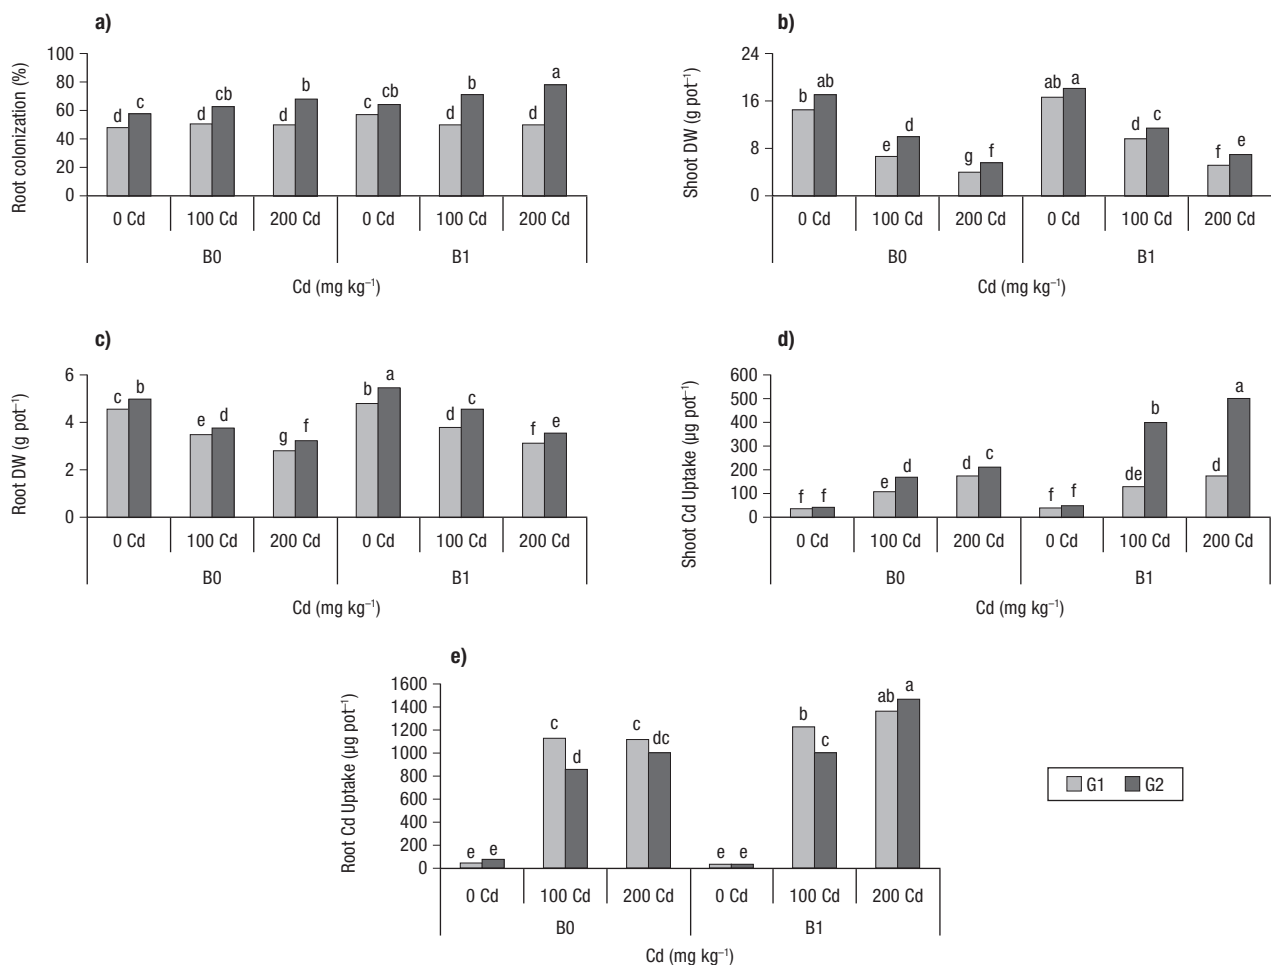 a)
Root colonization (%)
100
80
60
40
20
0
d c d cb d b c cb d b d a
0 Cd 100 Cd 200 Cd 0 Cd 100 Cd 200 Cd
B0 B1
Cd (mg kg⁻¹)
b)
Shoot DW (g pot⁻¹)
24
16
8
0
b ab e d g f ab a d c f e
0 Cd 100 Cd 200 Cd 0 Cd 100 Cd 200 Cd
B0 B1
Cd (mg kg⁻¹)
c)
Root DW (g pot⁻¹)
6
4
2
0
c b e d g f b a d c f e
0 Cd 100 Cd 200 Cd 0 Cd 100 Cd 200 Cd
B0 B1
Cd (mg kg⁻¹)
d)
Shoot Cd Uptake (µg pot⁻¹)
600
500
400
300
200
100
0
f f e d d c f f de b d a
0 Cd 100 Cd 200 Cd 0 Cd 100 Cd 200 Cd
B0 B1
Cd (mg kg⁻¹)
e)
Root Cd Uptake (µg pot⁻¹)
1600
1400
1200
1000
800
600
400
200
0
e e c d c dc e e b c ab a
0 Cd 100 Cd 200 Cd 0 Cd 100 Cd 200 Cd
B0 B1
Cd (mg kg⁻¹)
G1 G2